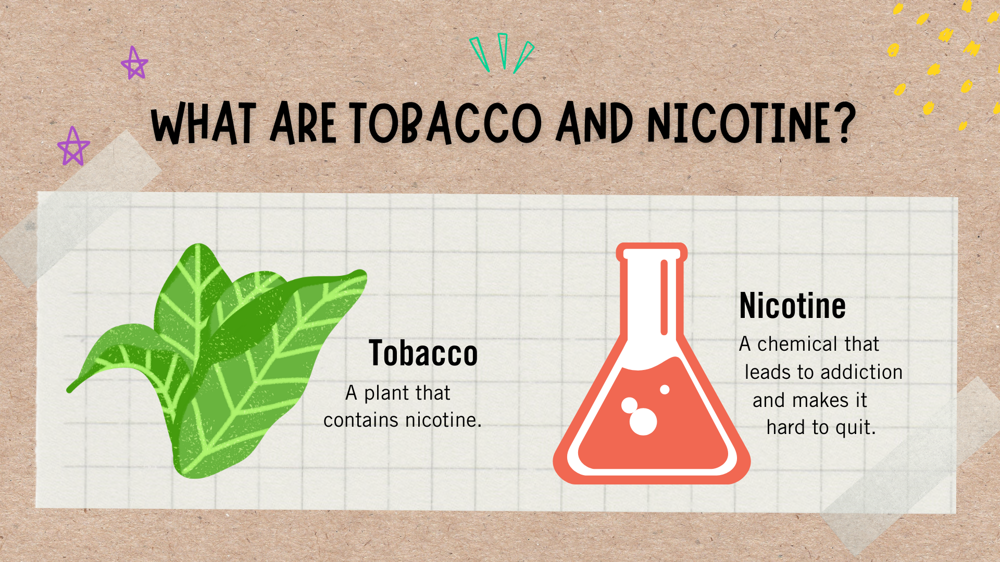 WHAT ARE TOBACCO AND NICOTINE?
Tobacco
A plant that
contains nicotine.
Nicotine
A chemical that
leads to addiction
and makes it
hard to quit.